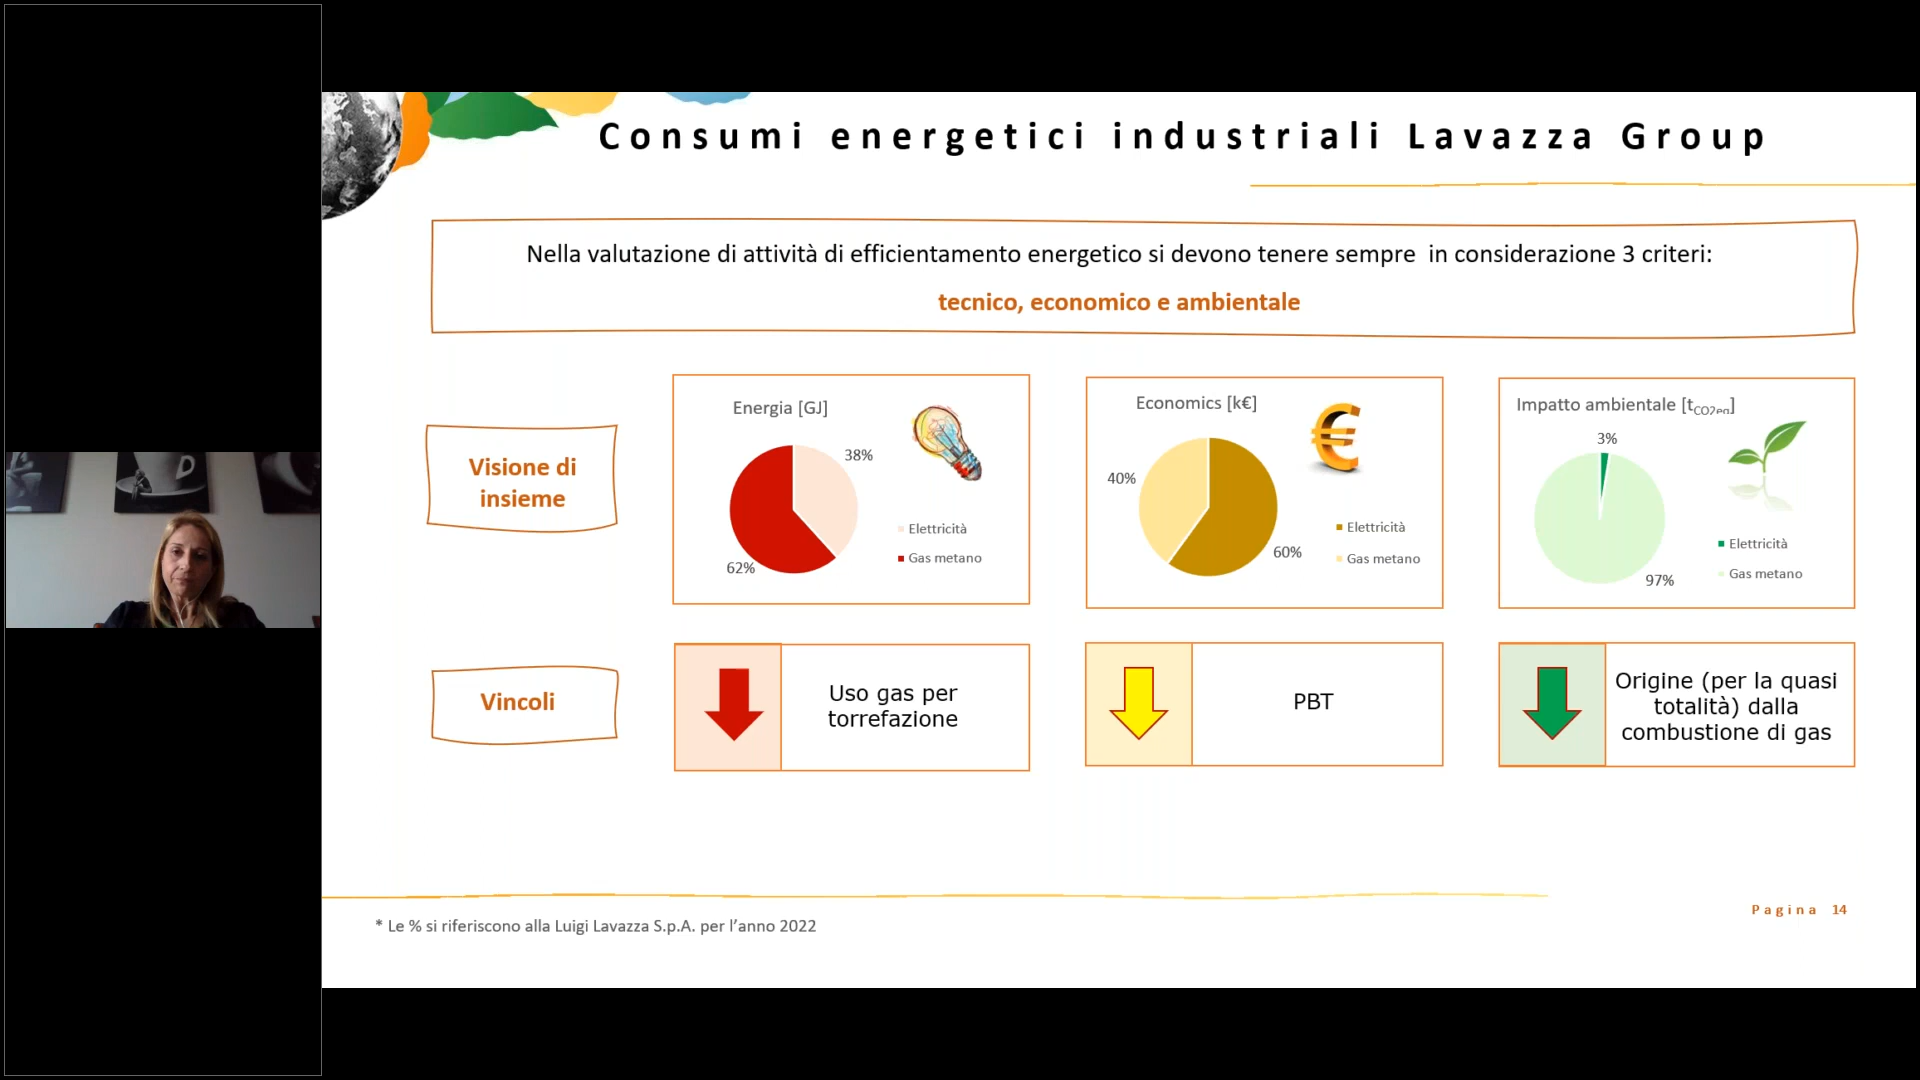 Consumi energetici industriali Lavazza Group
Nella valutazione di attività di efficientamento energetico si devono tenere sempre in considerazione 3 criteri:
tecnico, economico e ambientale
Visione di
insieme
Energia [GJ]
38%
62%
Elettricità
Gas metano
Economics [k€]
40%
60%
Elettricità
Gas metano
Impatto ambientale [tCO2eq]
3%
97%
Elettricità
Gas metano
Vincoli
Uso gas per
torrefazione
PBT
Origine (per la quasi
totalità) dalla
combustione di gas
Pagina 14
* Le % si riferiscono alla Luigi Lavazza S.p.A. per l’anno 2022